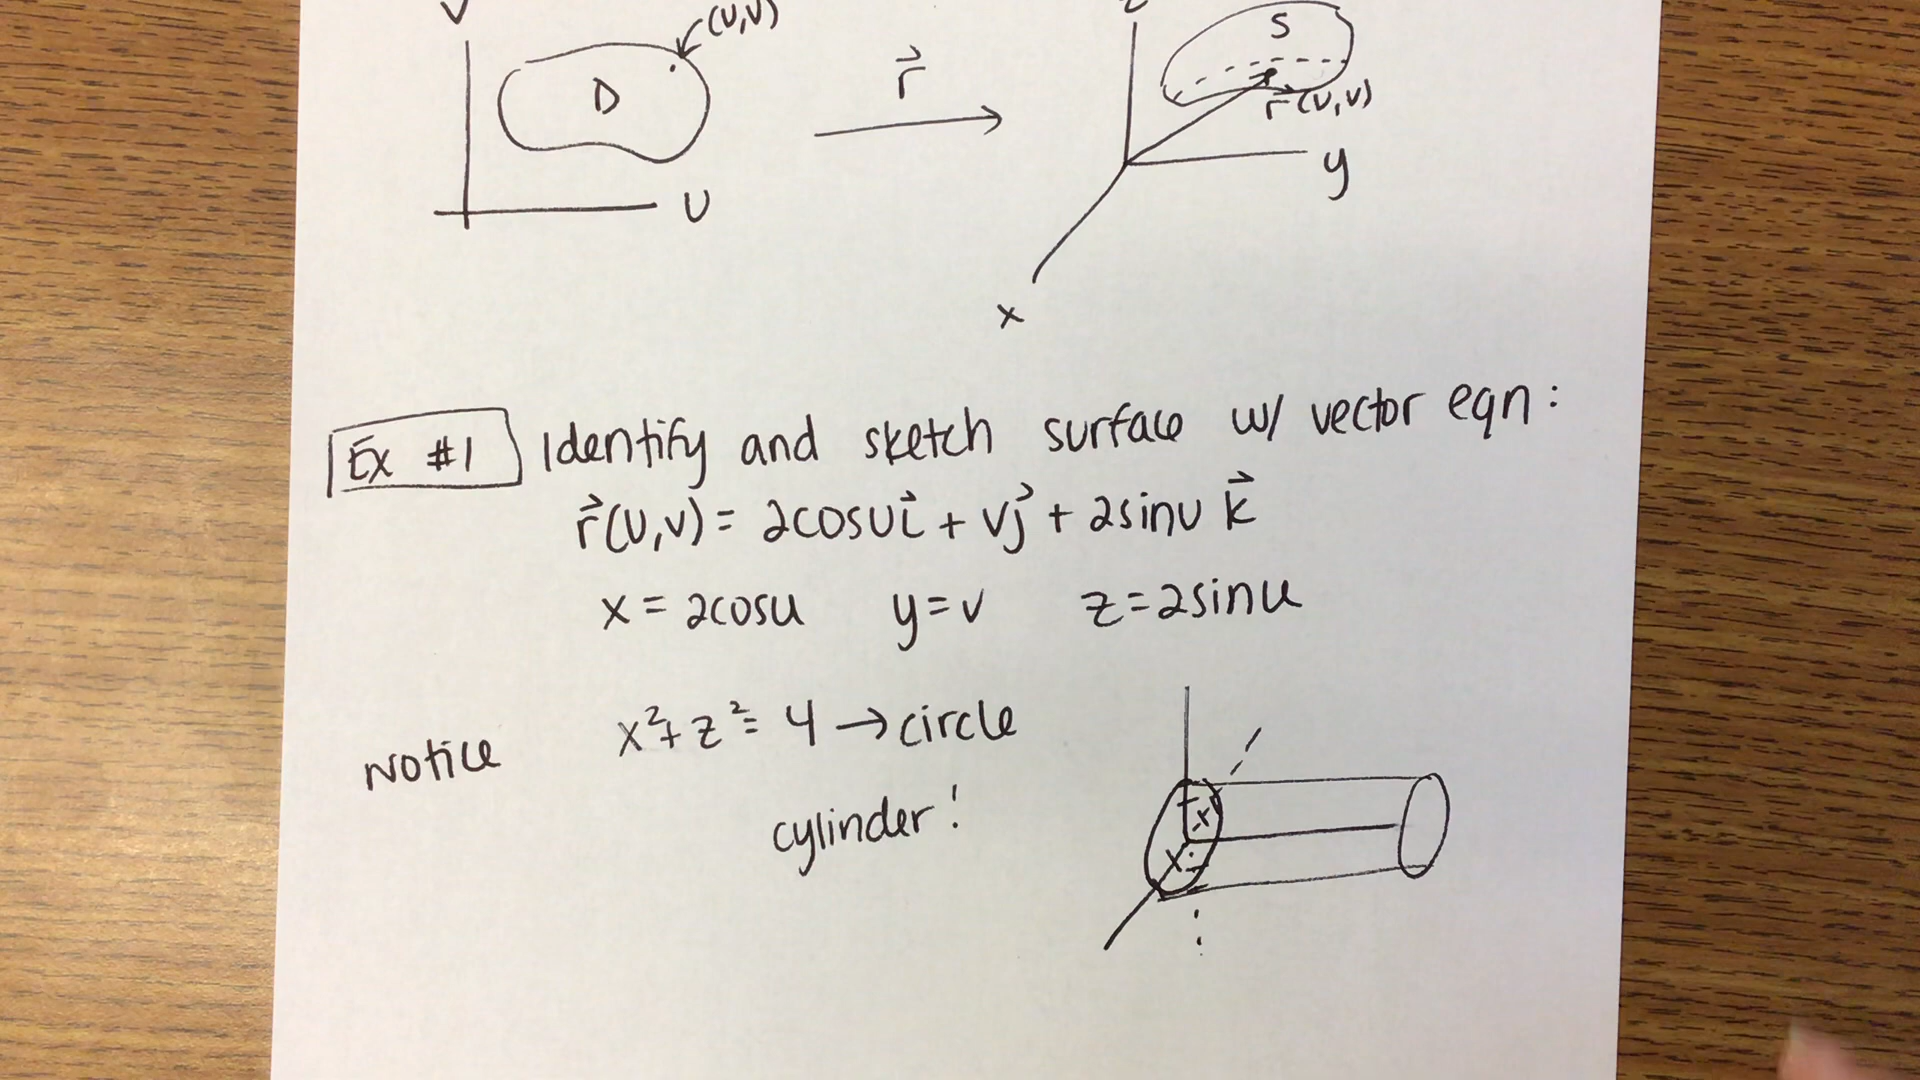 V
(u,v)
D
r⃗
U
z
S
r⃗(u,v)
y
x
Ex #1 Identify and sketch surface w/ vector eqn:
r⃗(u,v) = 2cosu i⃗ + v j⃗ + 2sinu k⃗
x = 2cosu y=v z=2sinu
Notice x²+z²=4 → circle
cylinder!
x
x